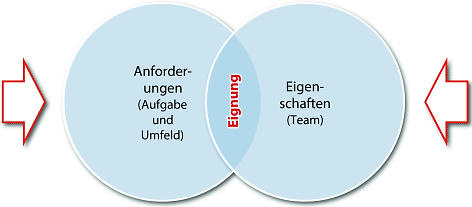 Anforder-
ungen
(Aufgabe
und
Umfeld)
Eignung
Eigen-
schaften
(Team)